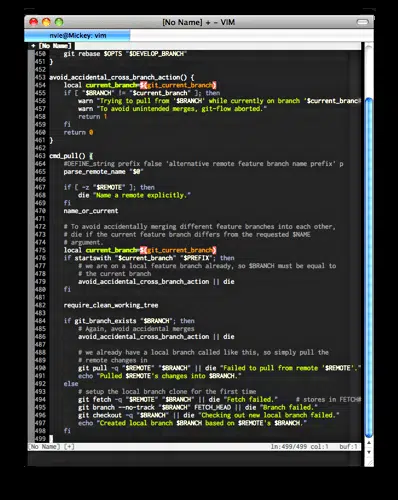 [No Name] + - VIM
nvie@Mickey: vim
+ [No Name]
450 git rebase $OPTS "$DEVELOP_BRANCH"
451 }
452
453 avoid_accidental_cross_branch_action() {
454 local current_branch=$(git_current_branch)
455 if [ "$BRANCH" != "$current_branch" ]; then
456 warn "Trying to pull from '$BRANCH' while currently on branch '$current_branch
457 warn "To avoid unintended merges, git-flow aborted."
458 return 1
459 fi
460 return 0
461 }
462
463 cmd_pull() {
464 #DEFINE_string prefix false 'alternative remote feature branch name prefix' p
465 parse_remote_name "$@"
466
467 if [ -z "$REMOTE" ]; then
468 die "Name a remote explicitly."
469 fi
470 name_or_current
471
472 # To avoid accidentally merging different feature branches into each other,
473 # die if the current feature branch differs from the requested $NAME
474 # argument.
475 local current_branch=$(git_current_branch)
476 if startswith "$current_branch" "$PREFIX"; then
477 # we are on a local feature branch already, so $BRANCH must be equal to
478 # the current branch
479 avoid_accidental_cross_branch_action || die
480 fi
481
482 require_clean_working_tree
483
484 if git_branch_exists "$BRANCH"; then
485 # Again, avoid accidental merges
486 avoid_accidental_cross_branch_action || die
487
488 # we already have a local branch called like this, so simply pull the
489 # remote changes in
490 git pull -q "$REMOTE" "$BRANCH" || die "Failed to pull from remote '$REMOTE'."
491 echo "Pulled $REMOTE's changes into $BRANCH."
492 else
493 # setup the local branch clone for the first time
494 git fetch -q "$REMOTE" "$BRANCH" || die "Fetch failed." # stores in FETCH
495 git branch --no-track "$BRANCH" FETCH_HEAD || die "Branch failed."
496 git checkout -q "$BRANCH" || die "Checking out new local branch failed."
497 echo "Created local branch $BRANCH based on $REMOTE's $BRANCH."
498 fi
499
[No Name] [+] ln:499/499 col:1 buf:1